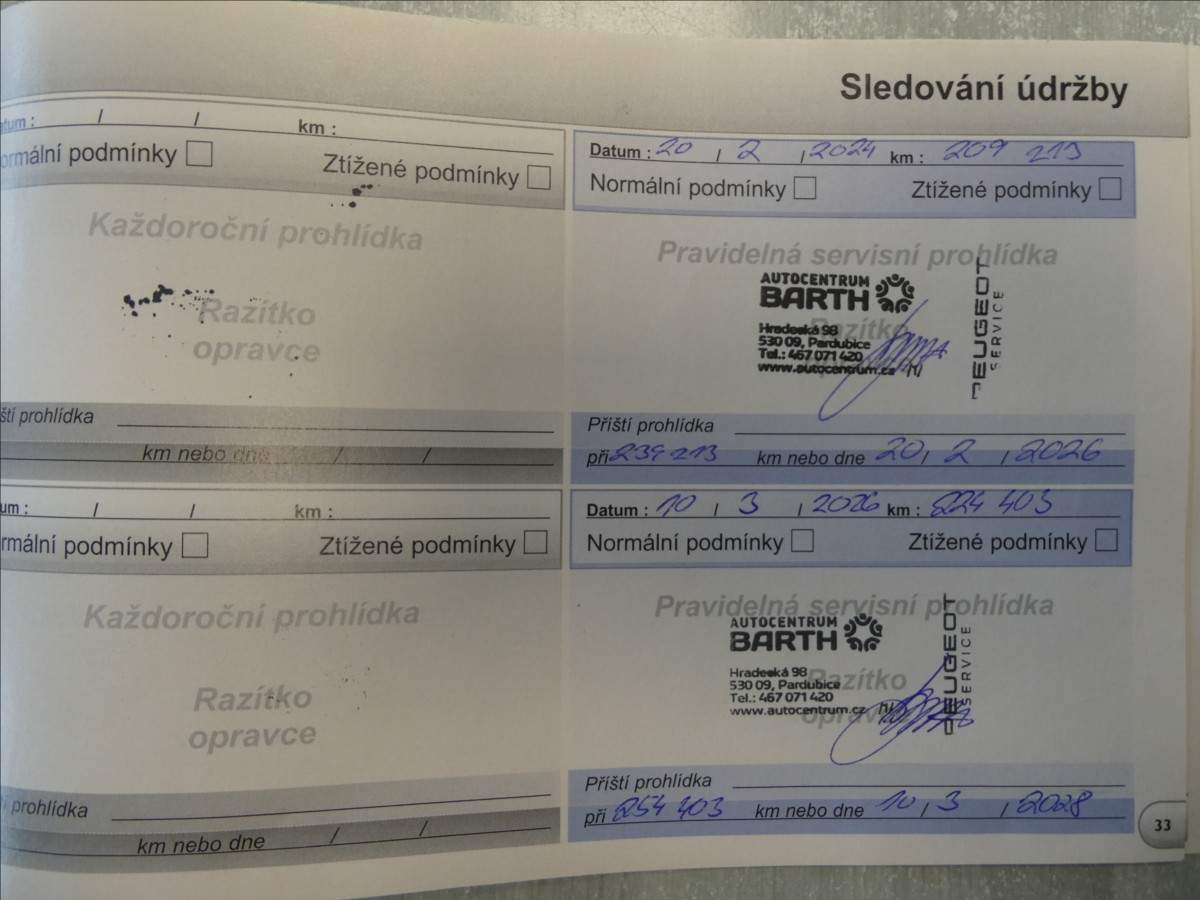 Sledování údržby
atum : / / km :
ormální podmínky Ztížené podmínky
Každoroční prohlídka
Razítko
opravce
ští prohlídka
km nebo dne / /
Datum : 20 / 2 / 2024 km : 209 213
Normální podmínky Ztížené podmínky
Pravidelná servisní prohlídka
AUTOCENTRUM
BARTH
Razítko
Hradecká 98
530 09, Pardubice
Tel.: 467 071 420
www.autocentrum.cz
PEUGEOT
SERVICE
Příští prohlídka
při 239 213 km nebo dne 20 / 2 / 2026
um : / / km :
rmální podmínky Ztížené podmínky
Každoroční prohlídka
Razítko
opravce
í prohlídka
km nebo dne / /
Datum : 10 / 3 / 2026 km : 224 403
Normální podmínky Ztížené podmínky
Pravidelná servisní prohlídka
AUTOCENTRUM
BARTH
Hradecká 98
Razítko
530 09, Pardubice
Tel.: 467 071 420
www.autocentrum.cz
opravce
PEUGEOT
SERVICE
Příští prohlídka
při 254 403 km nebo dne 10 / 3 / 2028
33